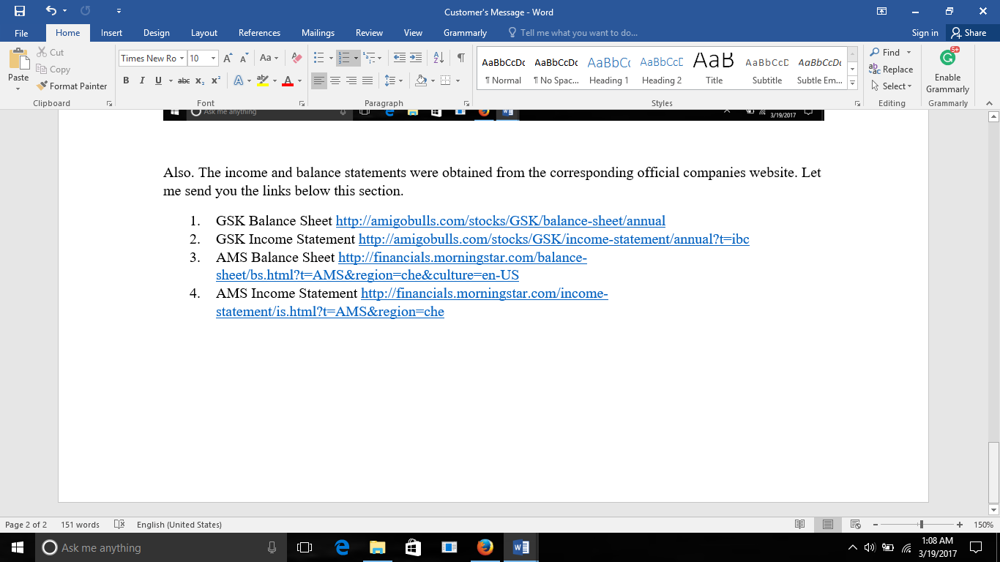 Customer's Message - Word
File Home Insert Design Layout References Mailings Review View Grammarly Tell me what you want to do... Sign in Share
Paste
Cut
Copy
Format Painter
Clipboard
Times New Ro 10 A A Aa
B I U abc x₂ x² A ab A
Font
Paragraph
AaBbCcDc AaBbCcDc AaBbCc AaBbCcD AaB AaBbCcD AaBbCcDc
¶ Normal ¶ No Spac... Heading 1 Heading 2 Title Subtitle Subtle Em...
Styles
Find
Replace
Select
Editing
5+
Enable
Grammarly
Grammarly
Ask me anything
3/19/2017
Also. The income and balance statements were obtained from the corresponding official companies website. Let
me send you the links below this section.
1. GSK Balance Sheet http://amigobulls.com/stocks/GSK/balance-sheet/annual
2. GSK Income Statement http://amigobulls.com/stocks/GSK/income-statement/annual?t=ibc
3. AMS Balance Sheet http://financials.morningstar.com/balance-
sheet/bs.html?t=AMS&region=che&culture=en-US
4. AMS Income Statement http://financials.morningstar.com/income-
statement/is.html?t=AMS&region=che
Page 2 of 2 151 words English (United States) 150%
Ask me anything
1:08 AM
3/19/2017